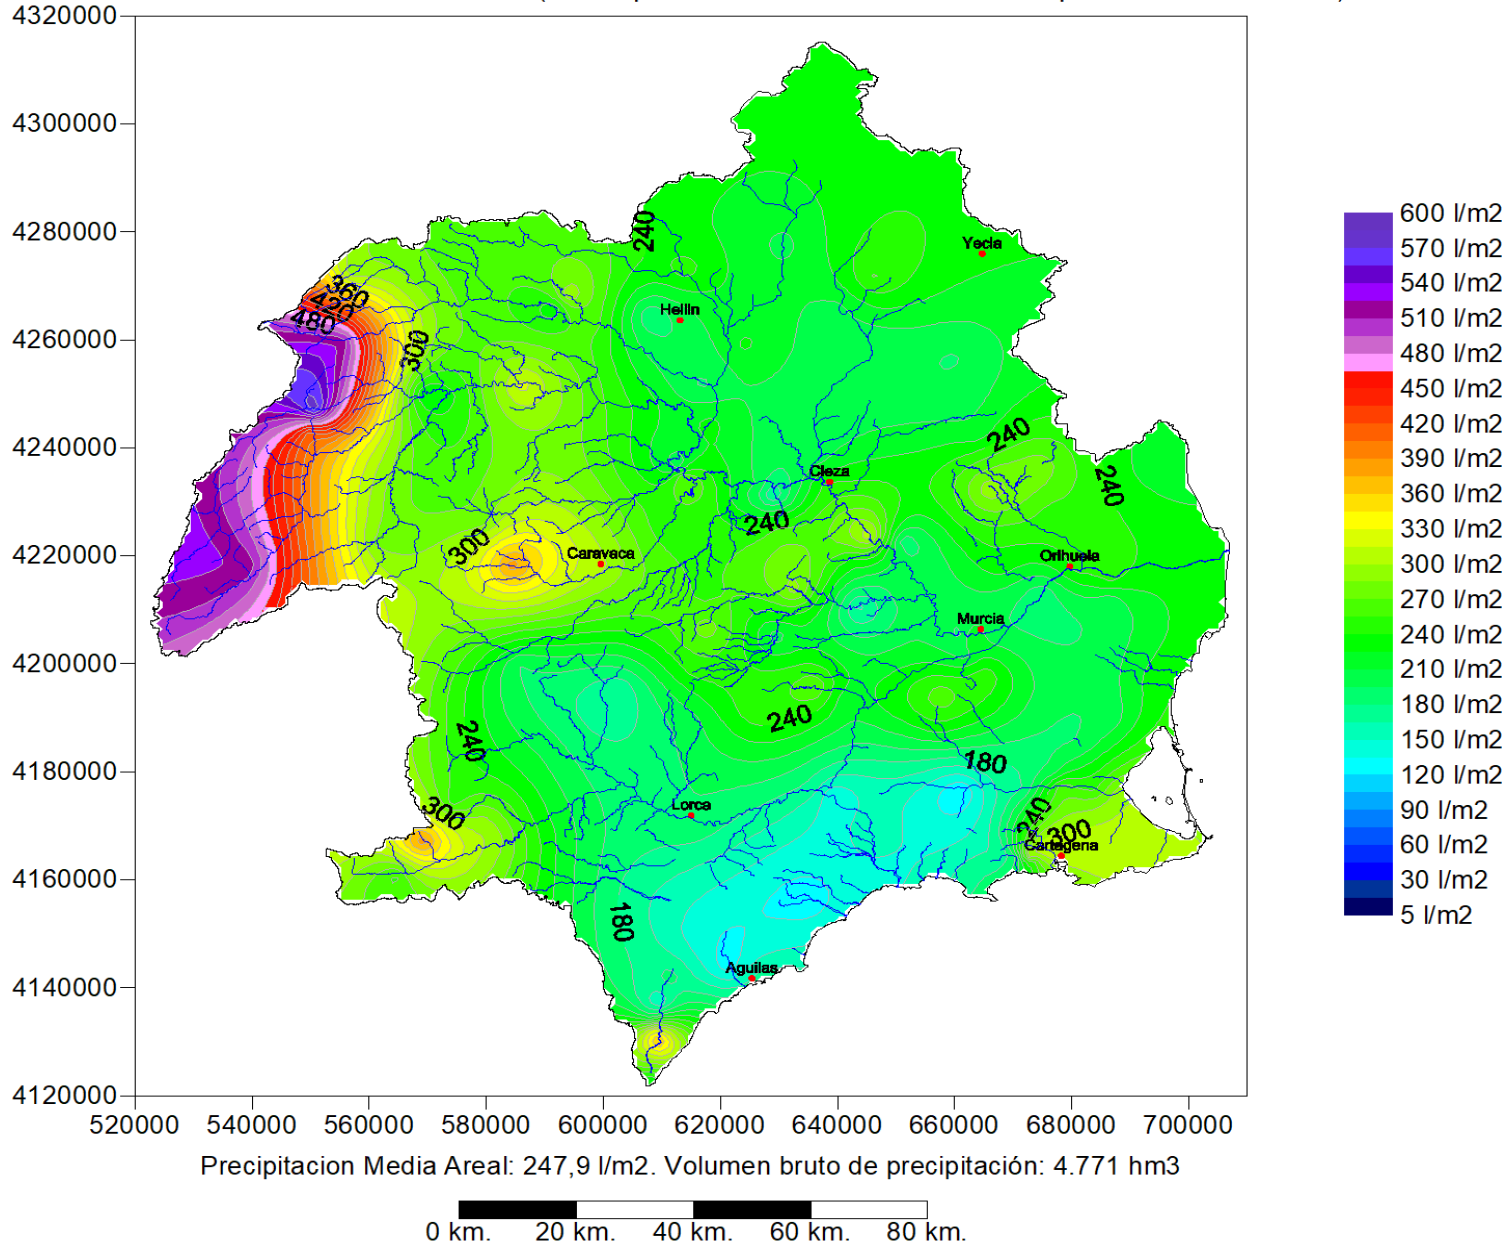 4320000
4300000
4280000
4260000
4240000
4220000
4200000
4180000
4160000
4140000
4120000
520000 540000 560000 580000 600000 620000 640000 660000 680000 700000
240
Yecla
360
420
480
Hellin
300
240
Cieza
240
240
300
Caravaca
Orihuela
Murcia
240
240
180
300
Lorca
240
300
Cartagena
180
Aguilas
600 l/m2
570 l/m2
540 l/m2
510 l/m2
480 l/m2
450 l/m2
420 l/m2
390 l/m2
360 l/m2
330 l/m2
300 l/m2
270 l/m2
240 l/m2
210 l/m2
180 l/m2
150 l/m2
120 l/m2
90 l/m2
60 l/m2
30 l/m2
5 l/m2
Precipitacion Media Areal: 247,9 l/m2. Volumen bruto de precipitación: 4.771 hm3
0 km. 20 km. 40 km. 60 km. 80 km.